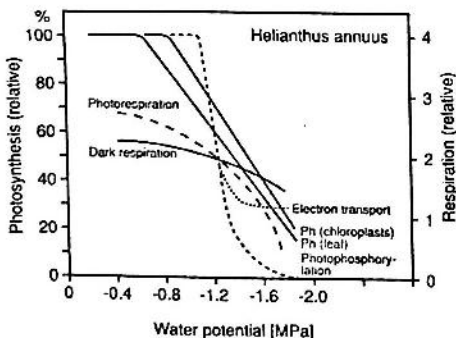 %
Helianthus annuus
100
80
60
40
20
0
Photosynthesis (relative)
4
3
2
1
0
Respiration (relative)
Photorespiration
Dark respiration
Electron transport
Ph (chloroplasts)
Ph (leaf)
Photophosphory-
lation
0 -0.4 -0.8 -1.2 -1.6 -2.0
Water potential [MPa]